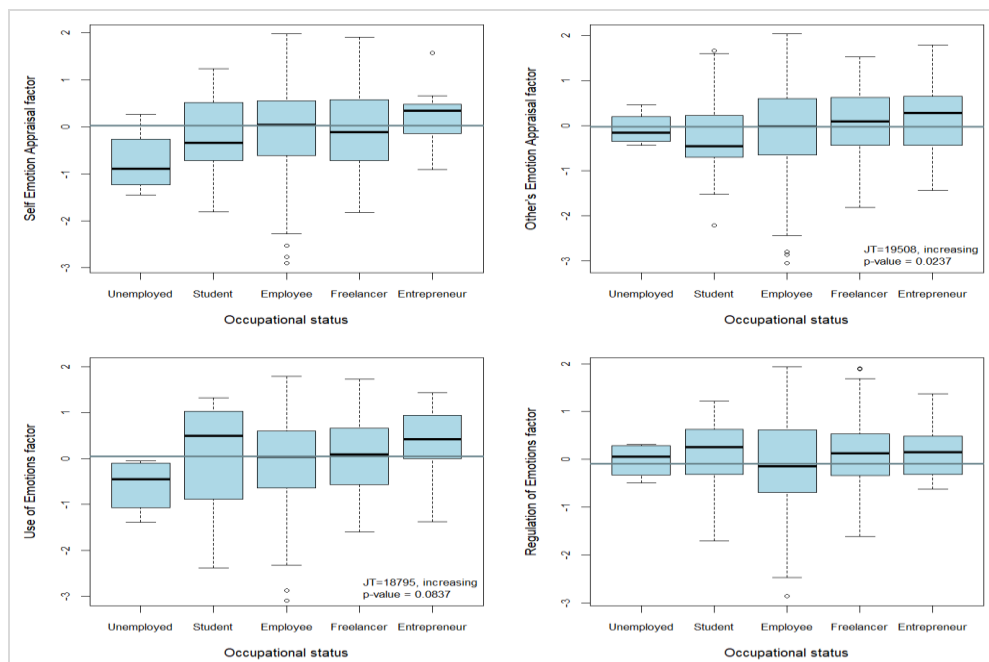 Self Emotion Appraisal factor
2
1
0
-1
-2
-3
Unemployed Student Employee Freelancer Entrepreneur
Occupational status
Other's Emotion Appraisal factor
2
1
0
-1
-2
-3
JT=19508, increasing
p-value = 0.0237
Unemployed Student Employee Freelancer Entrepreneur
Occupational status
Use of Emotions factor
2
1
0
-1
-2
-3
JT=18795, increasing
p-value = 0.0837
Unemployed Student Employee Freelancer Entrepreneur
Occupational status
Regulation of Emotions factor
2
1
0
-1
-2
-3
Unemployed Student Employee Freelancer Entrepreneur
Occupational status